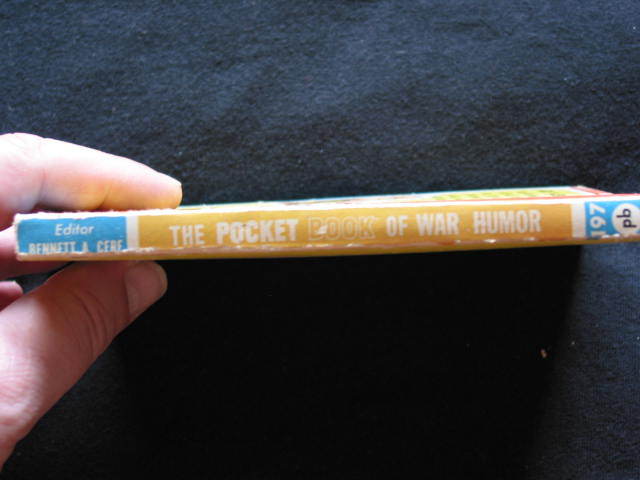 Editor
BENNETT A. CERF
THE POCKET BOOK OF WAR HUMOR
197
pb